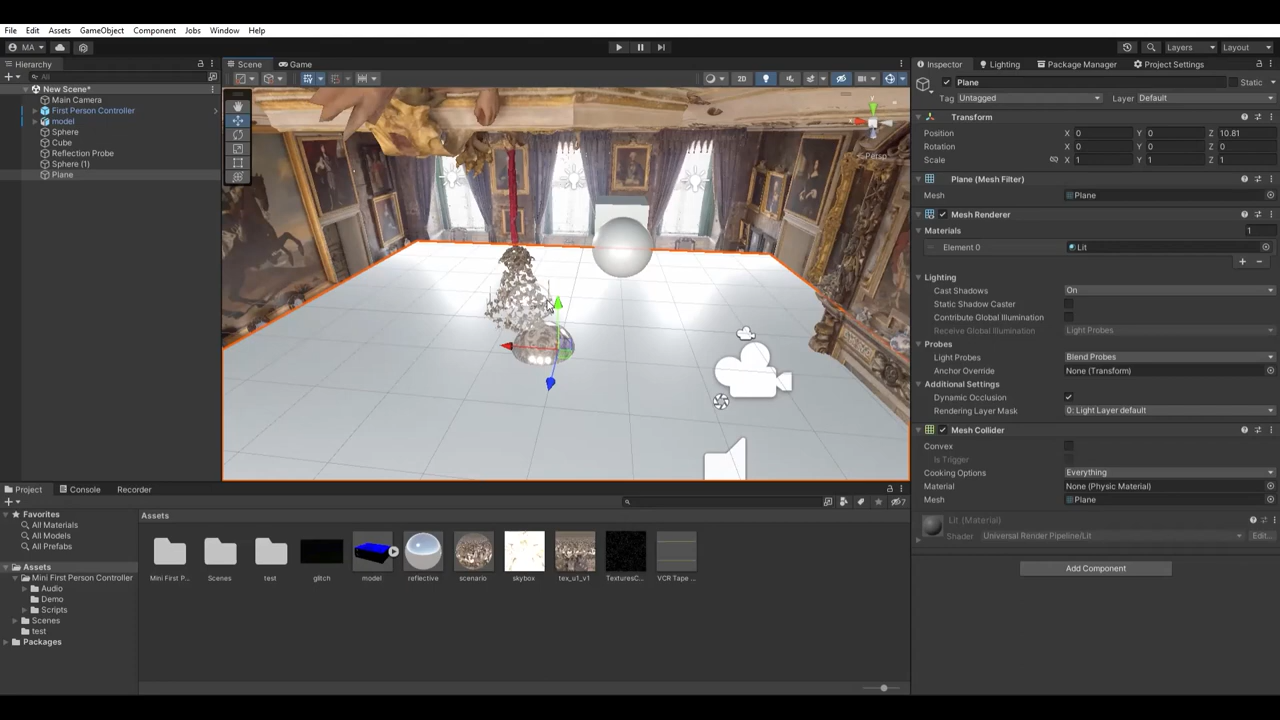 File Edit Assets GameObject Component Jobs Window Help
MA Layers Layout
Hierarchy
All
New Scene*
Main Camera
First Person Controller
model
Sphere
Cube
Reflection Probe
Sphere (1)
Plane
Scene Game
2D
y
x
Persp
Inspector Lighting Package Manager Project Settings
Plane Static
Tag Untagged Layer Default
Transform
Position X 0 Y 0 Z 10.81
Rotation X 0 Y 0 Z 0
Scale X 1 Y 1 Z 1
Plane (Mesh Filter)
Mesh Plane
Mesh Renderer
Materials 1
Element 0 Lit
Lighting
Cast Shadows On
Static Shadow Caster
Contribute Global Illumination
Receive Global Illumination Light Probes
Probes
Light Probes Blend Probes
Anchor Override None (Transform)
Additional Settings
Dynamic Occlusion
Rendering Layer Mask 0: Light Layer default
Mesh Collider
Convex
Is Trigger
Cooking Options Everything
Material None (Physic Material)
Mesh Plane
Lit (Material)
Shader Universal Render Pipeline/Lit Edit...
Add Component
Project Console Recorder
7
Favorites
All Materials
All Models
All Prefabs
Assets
Mini First Person Controller
Audio
Demo
Scripts
Scenes
test
Packages
Assets
Mini First P... Scenes test glitch model reflective scenario skybox tex_u1_v1 TexturesC... VCR Tape ...